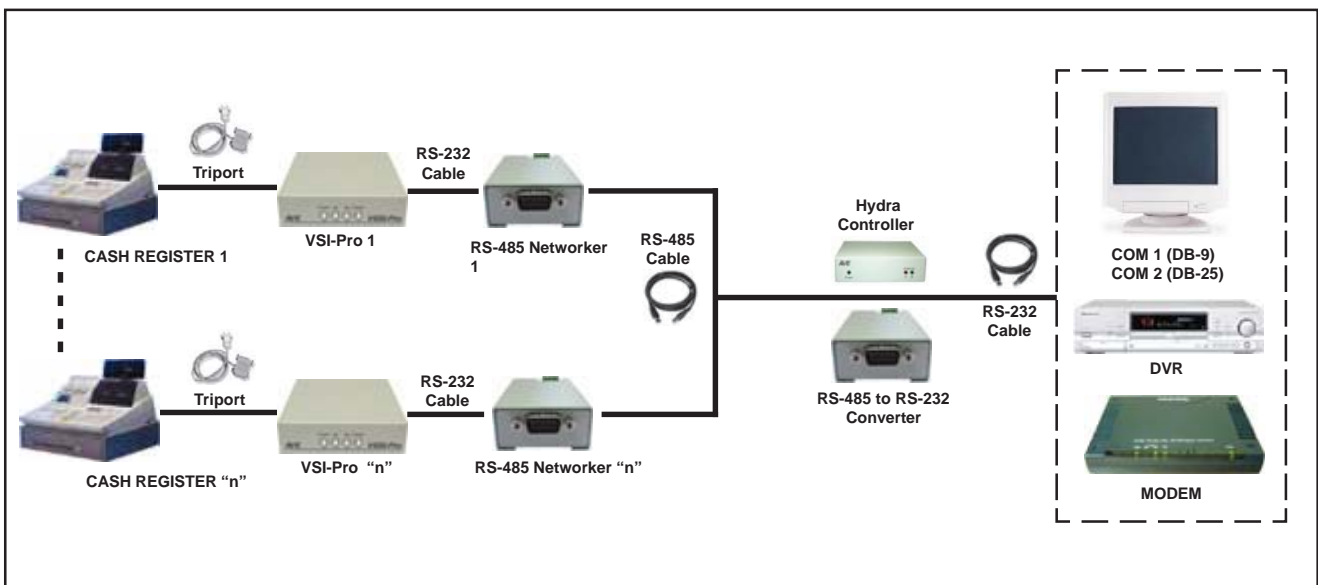 Triport
RS-232
Cable
CASH REGISTER 1
VSI-Pro 1
RS-485 Networker
1
RS-485
Cable
Hydra
Controller
RS-485 to RS-232
Converter
RS-232
Cable
COM 1 (DB-9)
COM 2 (DB-25)
DVR
MODEM
Triport
RS-232
Cable
CASH REGISTER “n”
VSI-Pro “n”
RS-485 Networker “n”